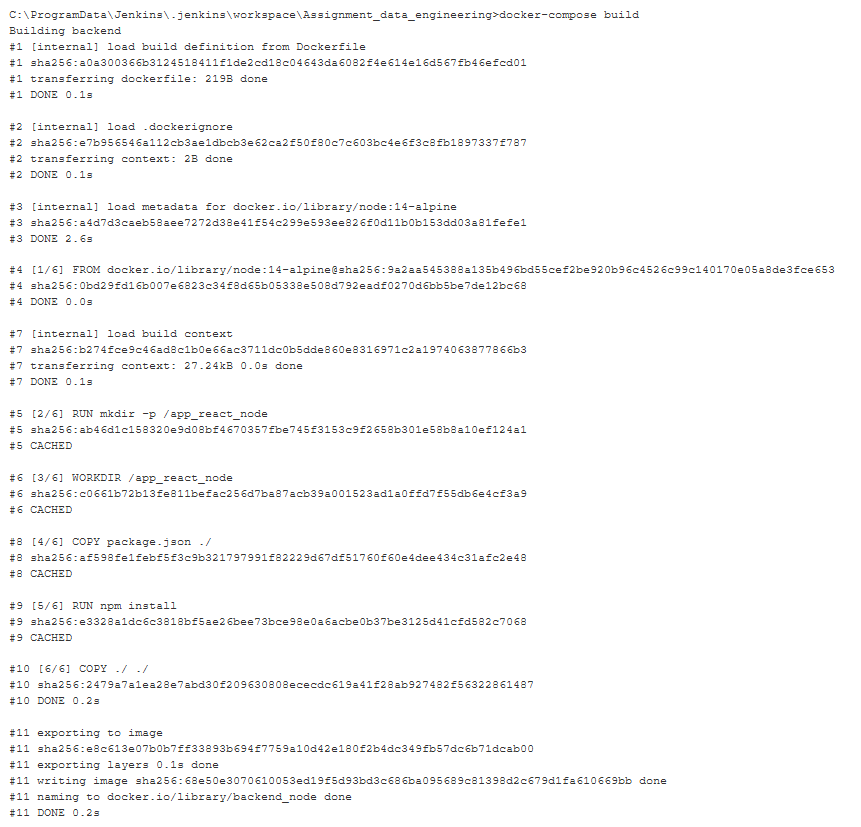 C:\ProgramData\Jenkins\.jenkins\workspace\Assignment_data_engineering>docker-compose build
Building backend
#1 [internal] load build definition from Dockerfile
#1 sha256:a0a300366b3124518411f1de2cd18c04643da6082f4e614e16d567fb46efcd01
#1 transferring dockerfile: 219B done
#1 DONE 0.1s
#2 [internal] load .dockerignore
#2 sha256:e7b956546a112cb3ae1dbcb3e62ca2f50f80c7c603bc4e6f3c8fb1897337f787
#2 transferring context: 2B done
#2 DONE 0.1s
#3 [internal] load metadata for docker.io/library/node:14-alpine
#3 sha256:a4d7d3caeb58aee7272d38e41f54c299e593ee826f0d11b0b153dd03a81fefe1
#3 DONE 2.6s
#4 [1/6] FROM docker.io/library/node:14-alpine@sha256:9a2aa545388a135b496bd55cef2be920b96c4526c99c140170e05a8de3fce653
#4 sha256:0bd29fd16b007e6823c34f8d65b05338e508d792eadf0270d6bb5be7de12bc68
#4 DONE 0.0s
#7 [internal] load build context
#7 sha256:b274fce9c46ad8c1b0e66ac3711dc0b5dde860e8316971c2a1974063877866b3
#7 transferring context: 27.24kB 0.0s done
#7 DONE 0.1s
#5 [2/6] RUN mkdir -p /app_react_node
#5 sha256:ab46d1c158320e9d08bf4670357fbe745f3153c9f2658b301e58b8a10ef124a1
#5 CACHED
#6 [3/6] WORKDIR /app_react_node
#6 sha256:c0661b72b13fe811befac256d7ba87acb39a001523ad1a0ffd7f55db6e4cf3a9
#6 CACHED
#8 [4/6] COPY package.json ./
#8 sha256:af598fe1febf5f3c9b321797991f82229d67df51760f60e4dee434c31afc2e48
#8 CACHED
#9 [5/6] RUN npm install
#9 sha256:e3328a1dc6c3818bf5ae26bee73bce98e0a6acbe0b37be3125d41cfd582c7068
#9 CACHED
#10 [6/6] COPY ./ ./
#10 sha256:2479a7a1ea28e7abd30f209630808ececdc619a41f28ab927482f56322861487
#10 DONE 0.2s
#11 exporting to image
#11 sha256:e8c613e07b0b7ff33893b694f7759a10d42e180f2b4dc349fb57dc6b71dcab00
#11 exporting layers 0.1s done
#11 writing image sha256:68e50e3070610053ed19f5d93bd3c686ba095689c81398d2c679d1fa610669bb done
#11 naming to docker.io/library/backend_node done
#11 DONE 0.2s